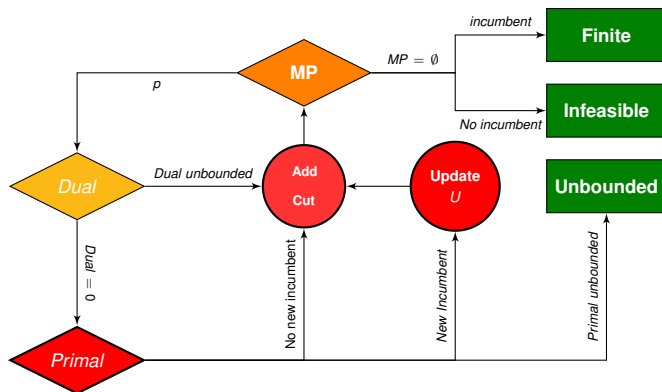 incumbent
Finite
MP
MP = ∅
p
Infeasible
No incumbent
Dual
Dual unbounded
Add
Cut
Update
U
Unbounded
Dual = 0
No new incumbent
New Incumbent
Primal unbounded
Primal